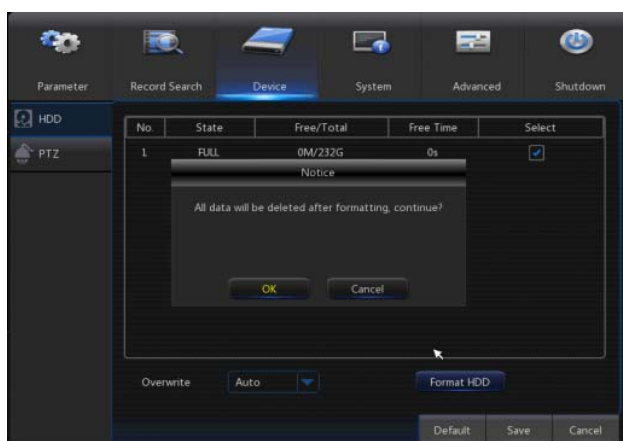 Parameter Record Search Device System Advanced Shutdown
HDD
PTZ
No. State Free/Total Free Time Select
1 FULL 0M/232G 0s
Notice
All data will be deleted after formatting, continue?
OK Cancel
Overwrite Auto Format HDD
Default Save Cancel